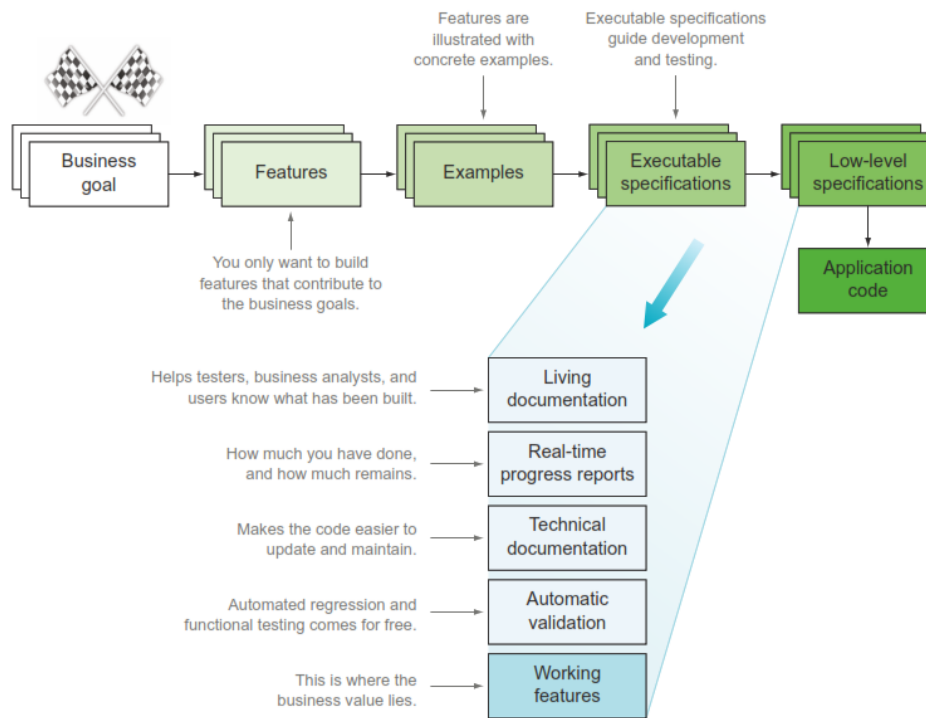 Features are
illustrated with
concrete examples.
Executable specifications
guide development
and testing.
Business
goal
Features
Examples
Executable
specifications
Low-level
specifications
You only want to build
features that contribute to
the business goals.
Application
code
Helps testers, business analysts, and
users know what has been built.
Living
documentation
How much you have done,
and how much remains.
Real-time
progress reports
Makes the code easier to
update and maintain.
Technical
documentation
Automated regression and
functional testing comes for free.
Automatic
validation
This is where the
business value lies.
Working
features